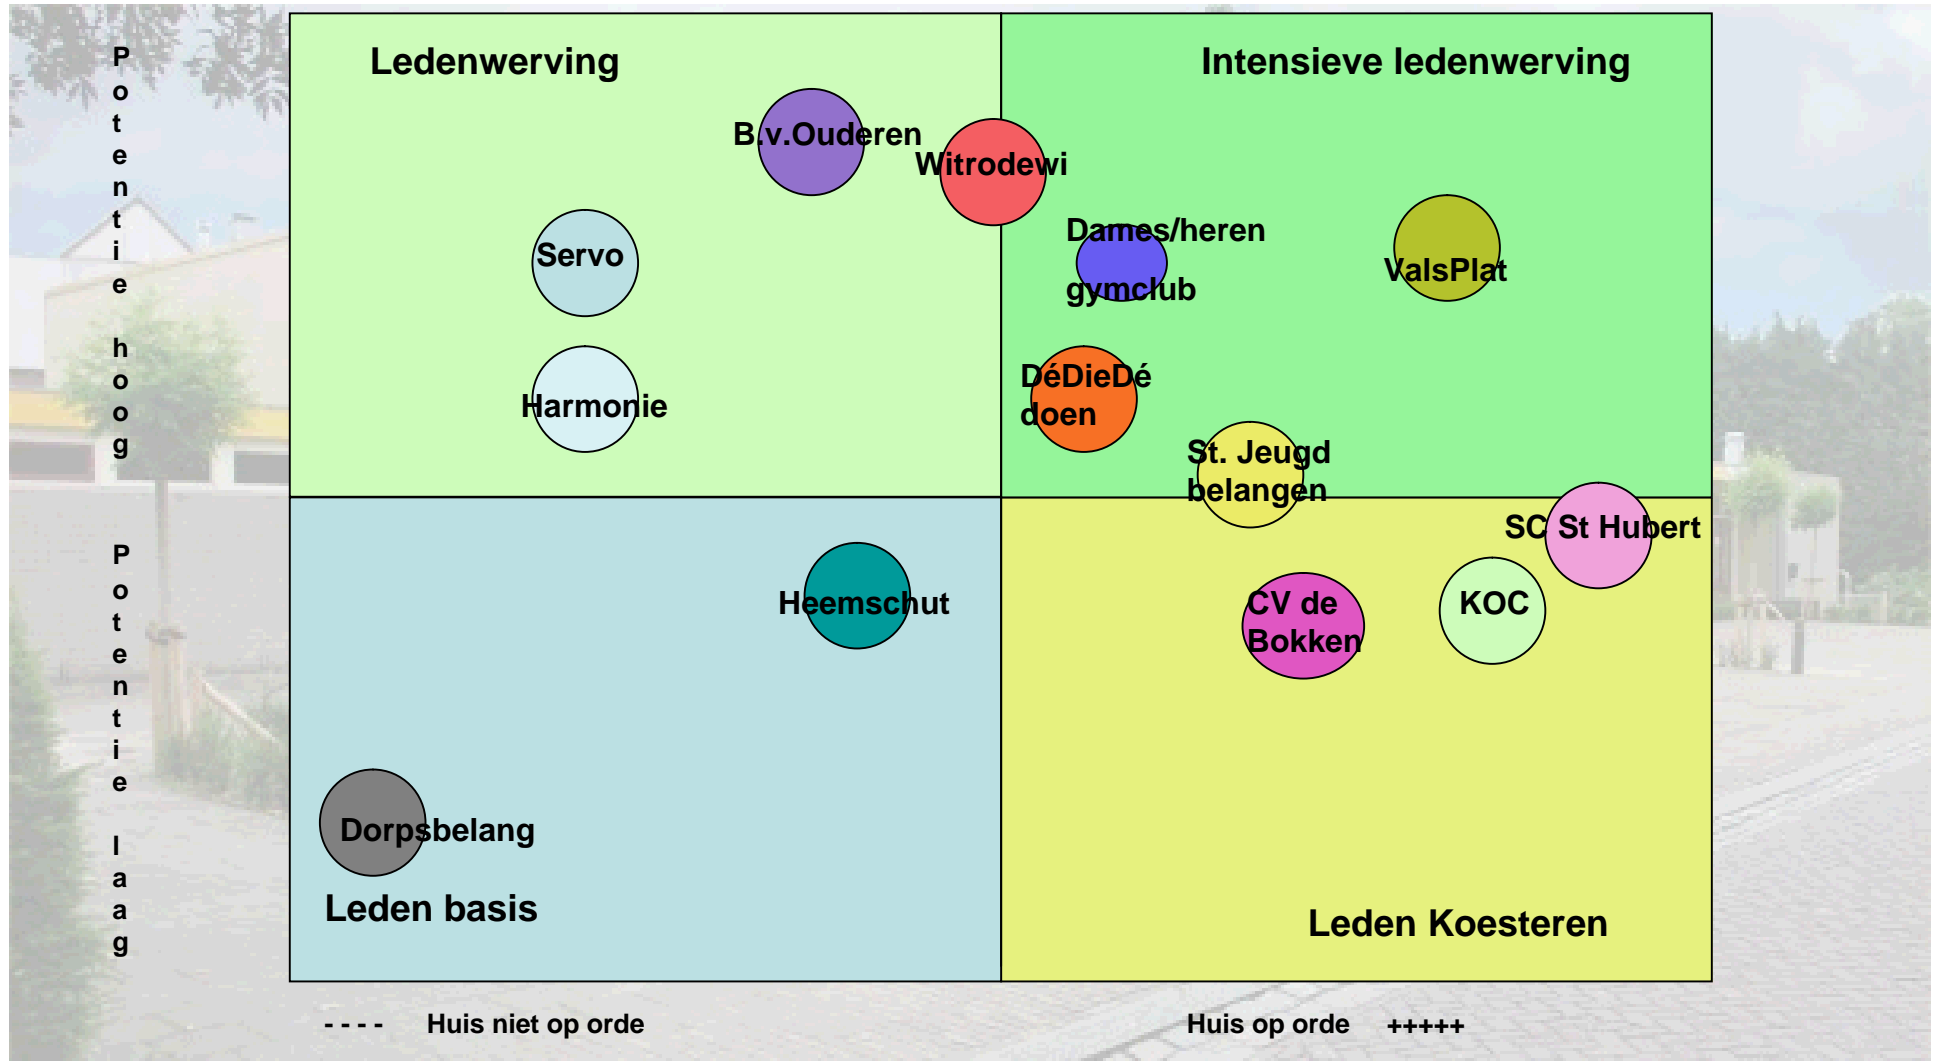 Potentie hoog
Potentie laag
Ledenwerving
Intensieve ledenwerving
B.v.Ouderen
Witrodewi
Servo
Dames/heren
gymclub
ValsPlat
Harmonie
DéDieDé
doen
St. Jeugd
belangen
SC St Hubert
Heemschut
CV de
Bokken
KOC
Dorpsbelang
Leden basis
Leden Koesteren
- - - - Huis niet op orde
Huis op orde +++++